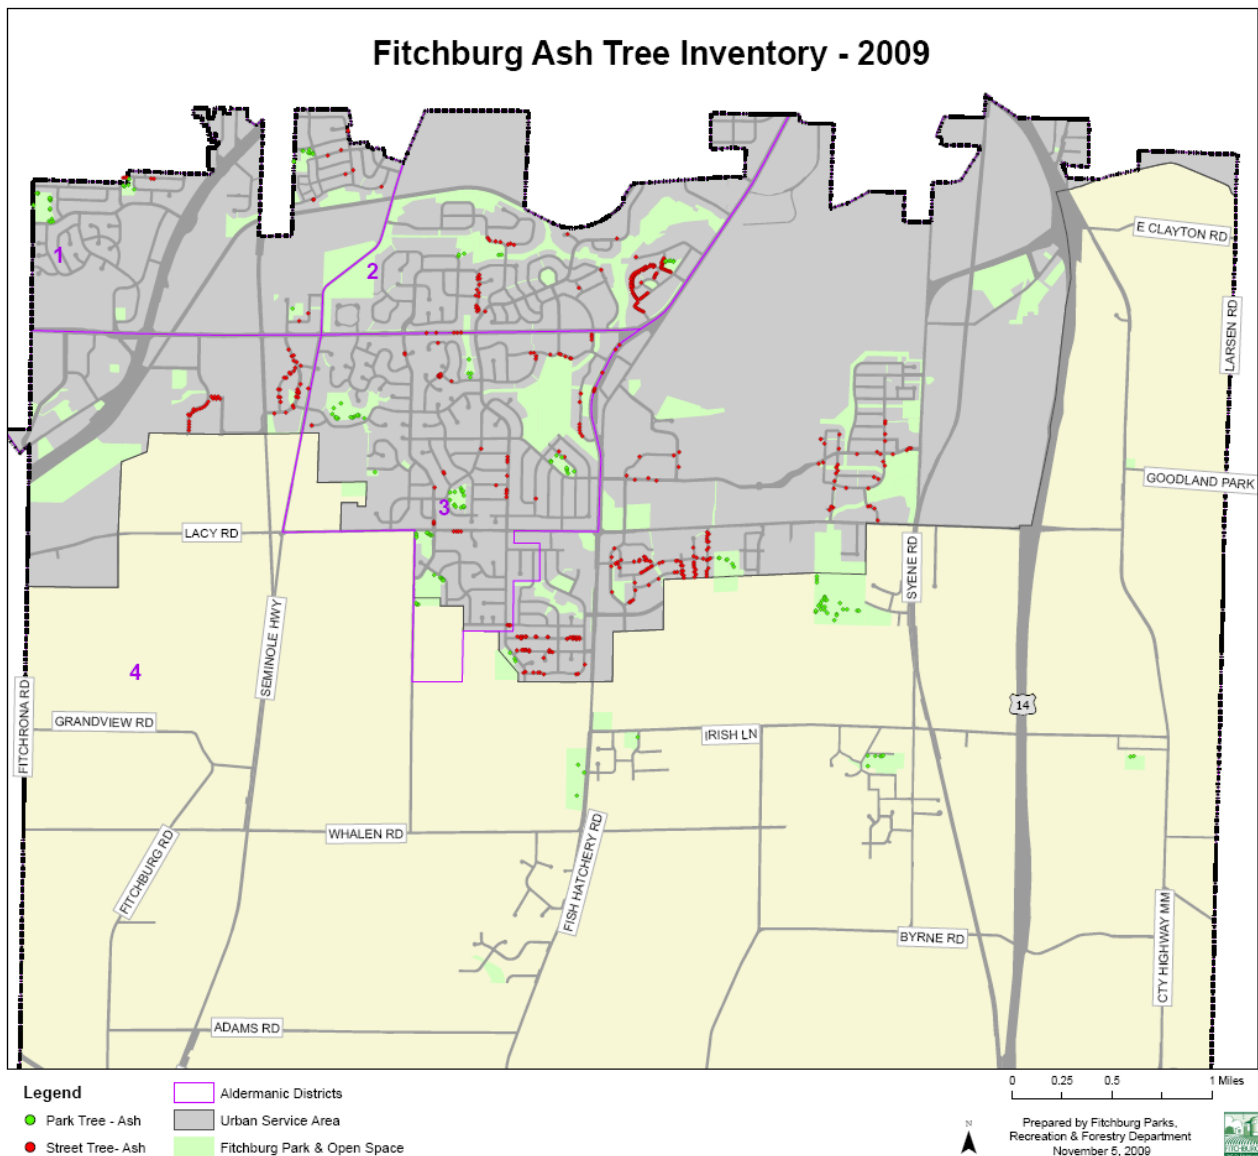 Fitchburg Ash Tree Inventory - 2009
E CLAYTON RD
1
2
LARSEN RD
GOODLAND PARK
3
LACY RD
SYENE RD
SEMINOLE HWY
4
FITCHRONA RD
14
GRANDVIEW RD
IRISH LN
WHALEN RD
FITCHBURG RD
FISH HATCHERY RD
BYRNE RD
CTY HIGHWAY MM
ADAMS RD
Legend
Park Tree - Ash
Street Tree- Ash
Aldermanic Districts
Urban Service Area
Fitchburg Park & Open Space
0 0.25 0.5 1 Miles
N
Prepared by Fitchburg Parks,
Recreation & Forestry Department
November 5, 2009
FITCHBURG